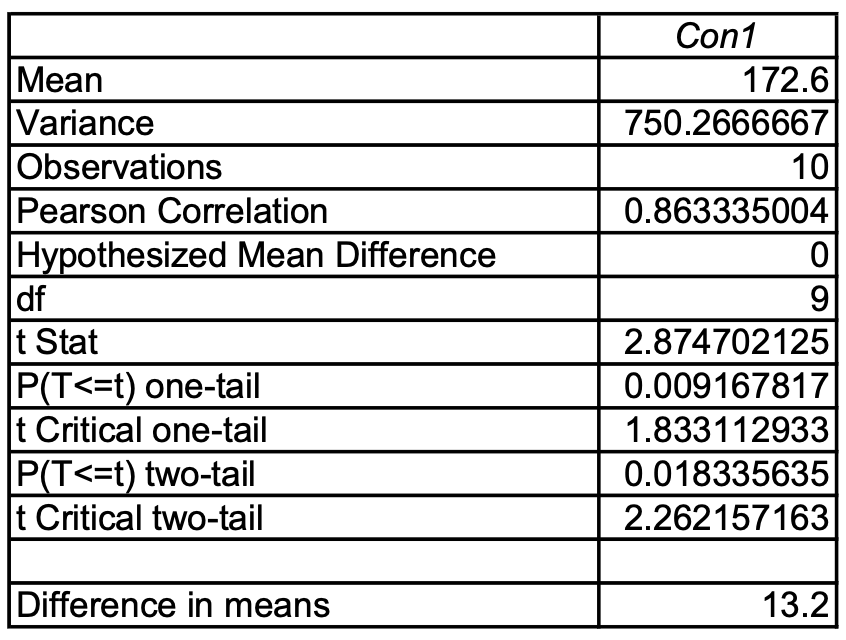 Con1
Mean 172.6
Variance 750.2666667
Observations 10
Pearson Correlation 0.863335004
Hypothesized Mean Difference 0
df 9
t Stat 2.874702125
P(T<=t) one-tail 0.009167817
t Critical one-tail 1.833112933
P(T<=t) two-tail 0.018335635
t Critical two-tail 2.262157163
Difference in means 13.2